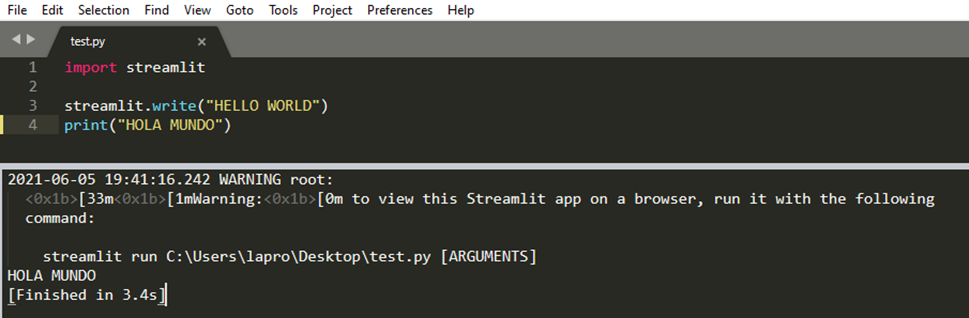 File Edit Selection Find View Goto Tools Project Preferences Help
test.py ×
1 import streamlit
2
3 streamlit.write("HELLO WORLD")
4 print("HOLA MUNDO")
2021-06-05 19:41:16.242 WARNING root:
<0x1b>[33m<0x1b>[1mWarning:<0x1b>[0m to view this Streamlit app on a browser, run it with the following
command:
streamlit run C:\Users\lapro\Desktop\test.py [ARGUMENTS]
HOLA MUNDO
[Finished in 3.4s]